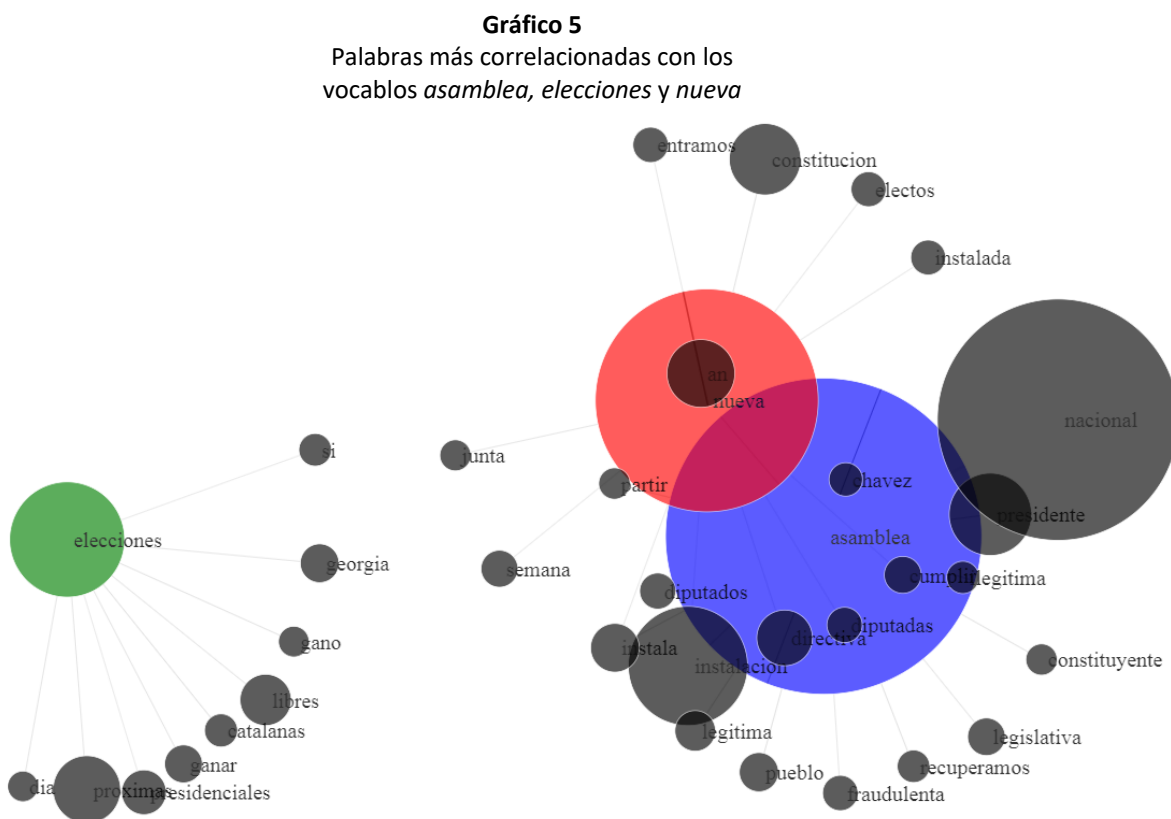 Gráfico 5
Palabras más correlacionadas con los
vocablos asamblea, elecciones y nueva
entramos
constitucion
electos
instalada
an
nueva
nacional
si
junta
partir
chavez
presidente
elecciones
asamblea
georgia
semana
cumplir
legitima
diputados
diputadas
gano
instala
directiva
instalacion
constituyente
libres
catalanas
legitima
legislativa
ganar
pueblo
recuperamos
dia
proximas
presidenciales
fraudulenta